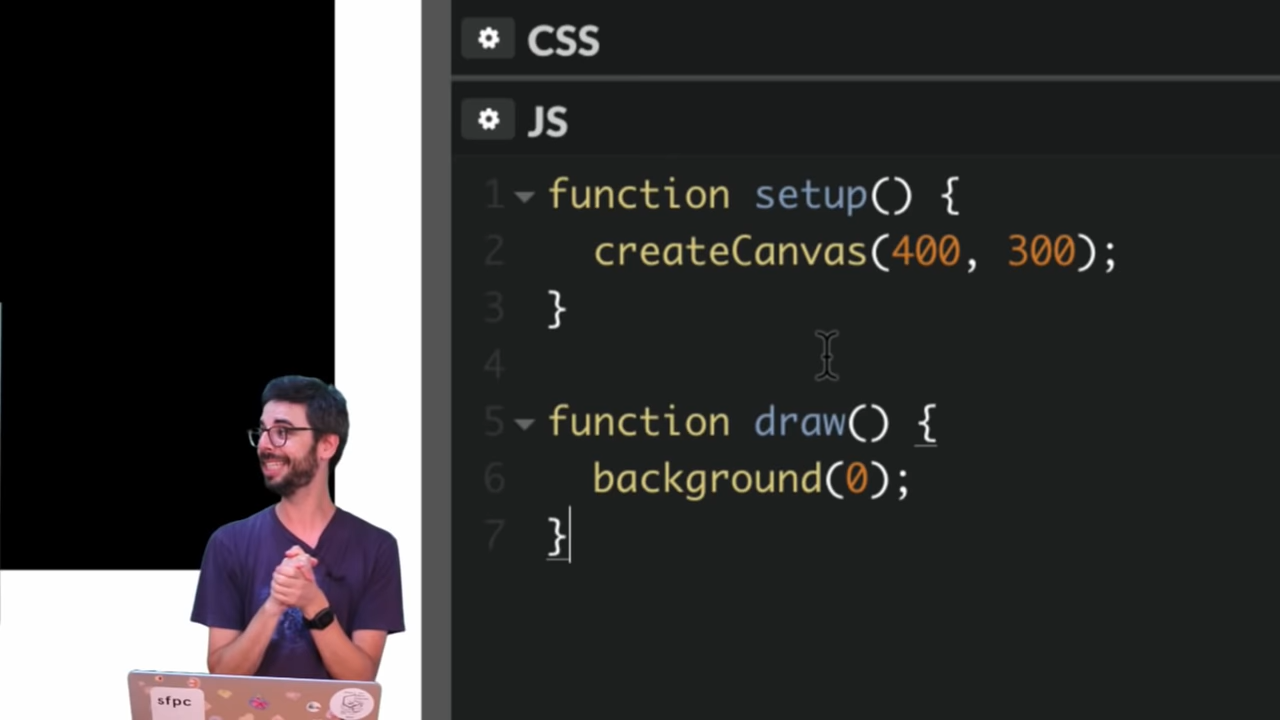 CSS
JS
1 function setup() {
2 createCanvas(400, 300);
3 }
4
5 function draw() {
6 background(0);
7 }
sfpc